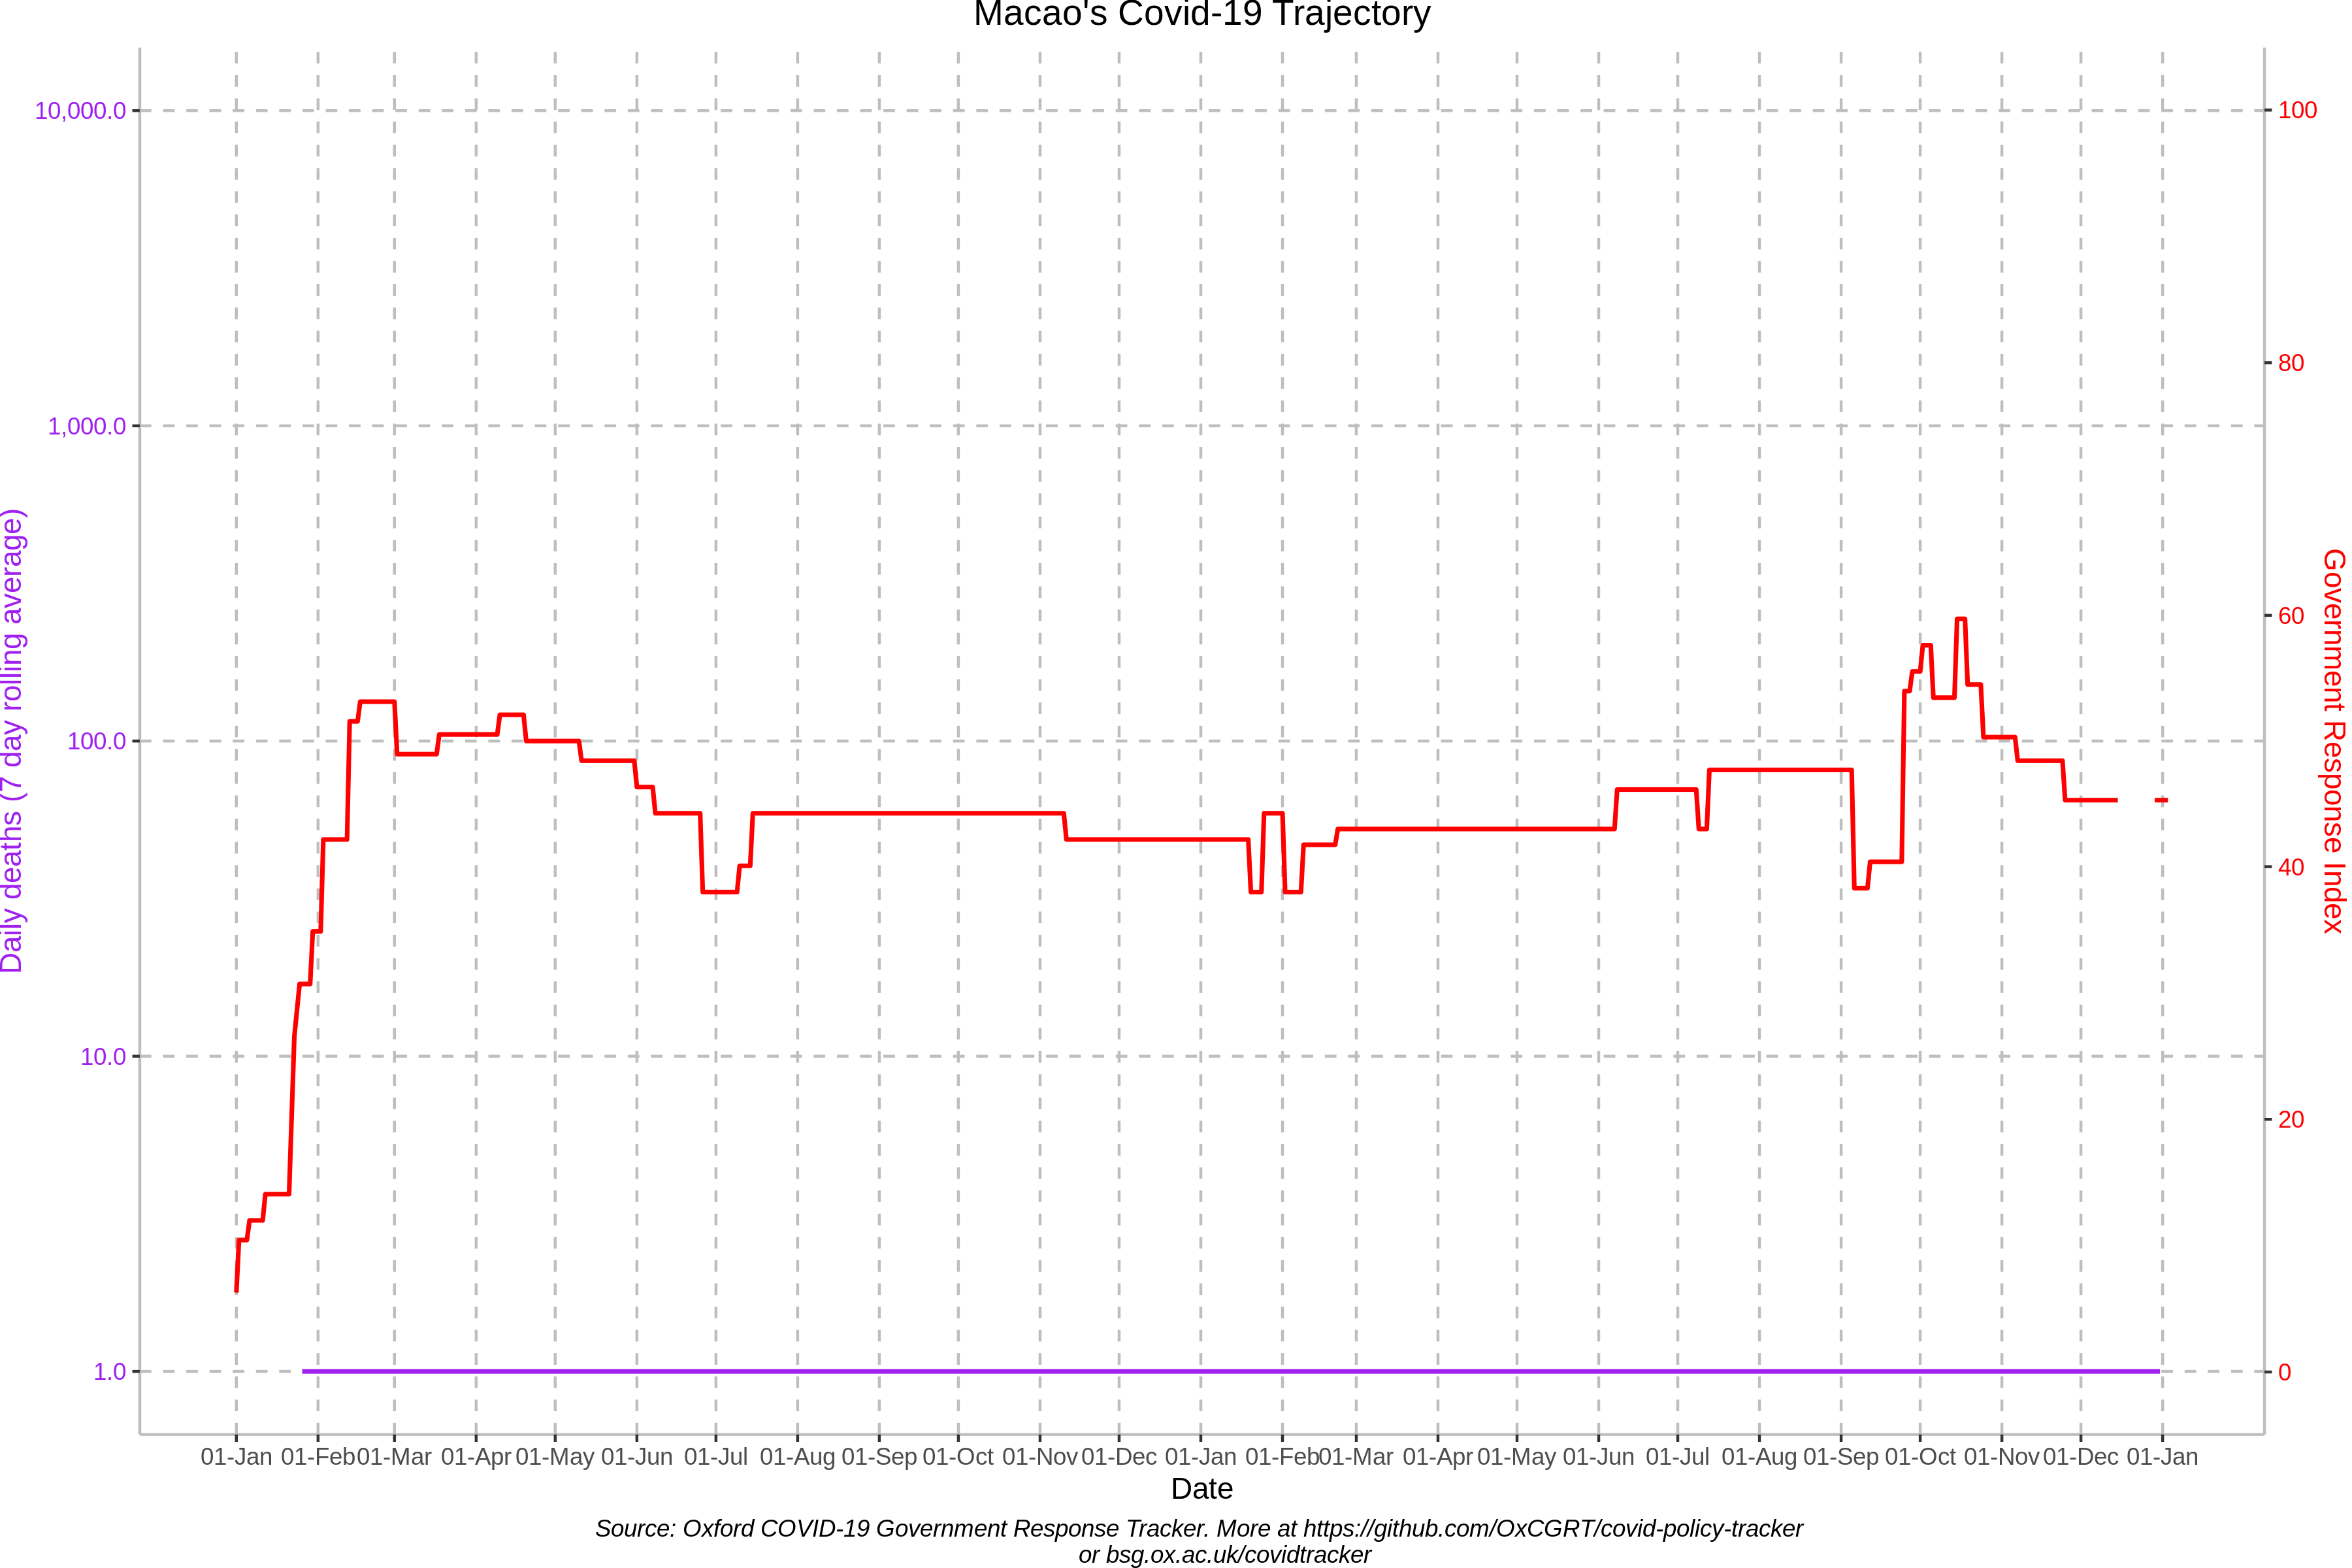 Macao's Covid-19 Trajectory
10,000.0
1,000.0
100.0
10.0
1.0
Daily deaths (7 day rolling average)
100
80
60
40
20
0
Government Response Index
01-Jan 01-Feb 01-Mar 01-Apr 01-May 01-Jun 01-Jul 01-Aug 01-Sep 01-Oct 01-Nov 01-Dec 01-Jan 01-Feb 01-Mar 01-Apr 01-May 01-Jun 01-Jul 01-Aug 01-Sep 01-Oct 01-Nov 01-Dec 01-Jan
Date
Source: Oxford COVID-19 Government Response Tracker. More at https://github.com/OxCGRT/covid-policy-tracker
or bsg.ox.ac.uk/covidtracker